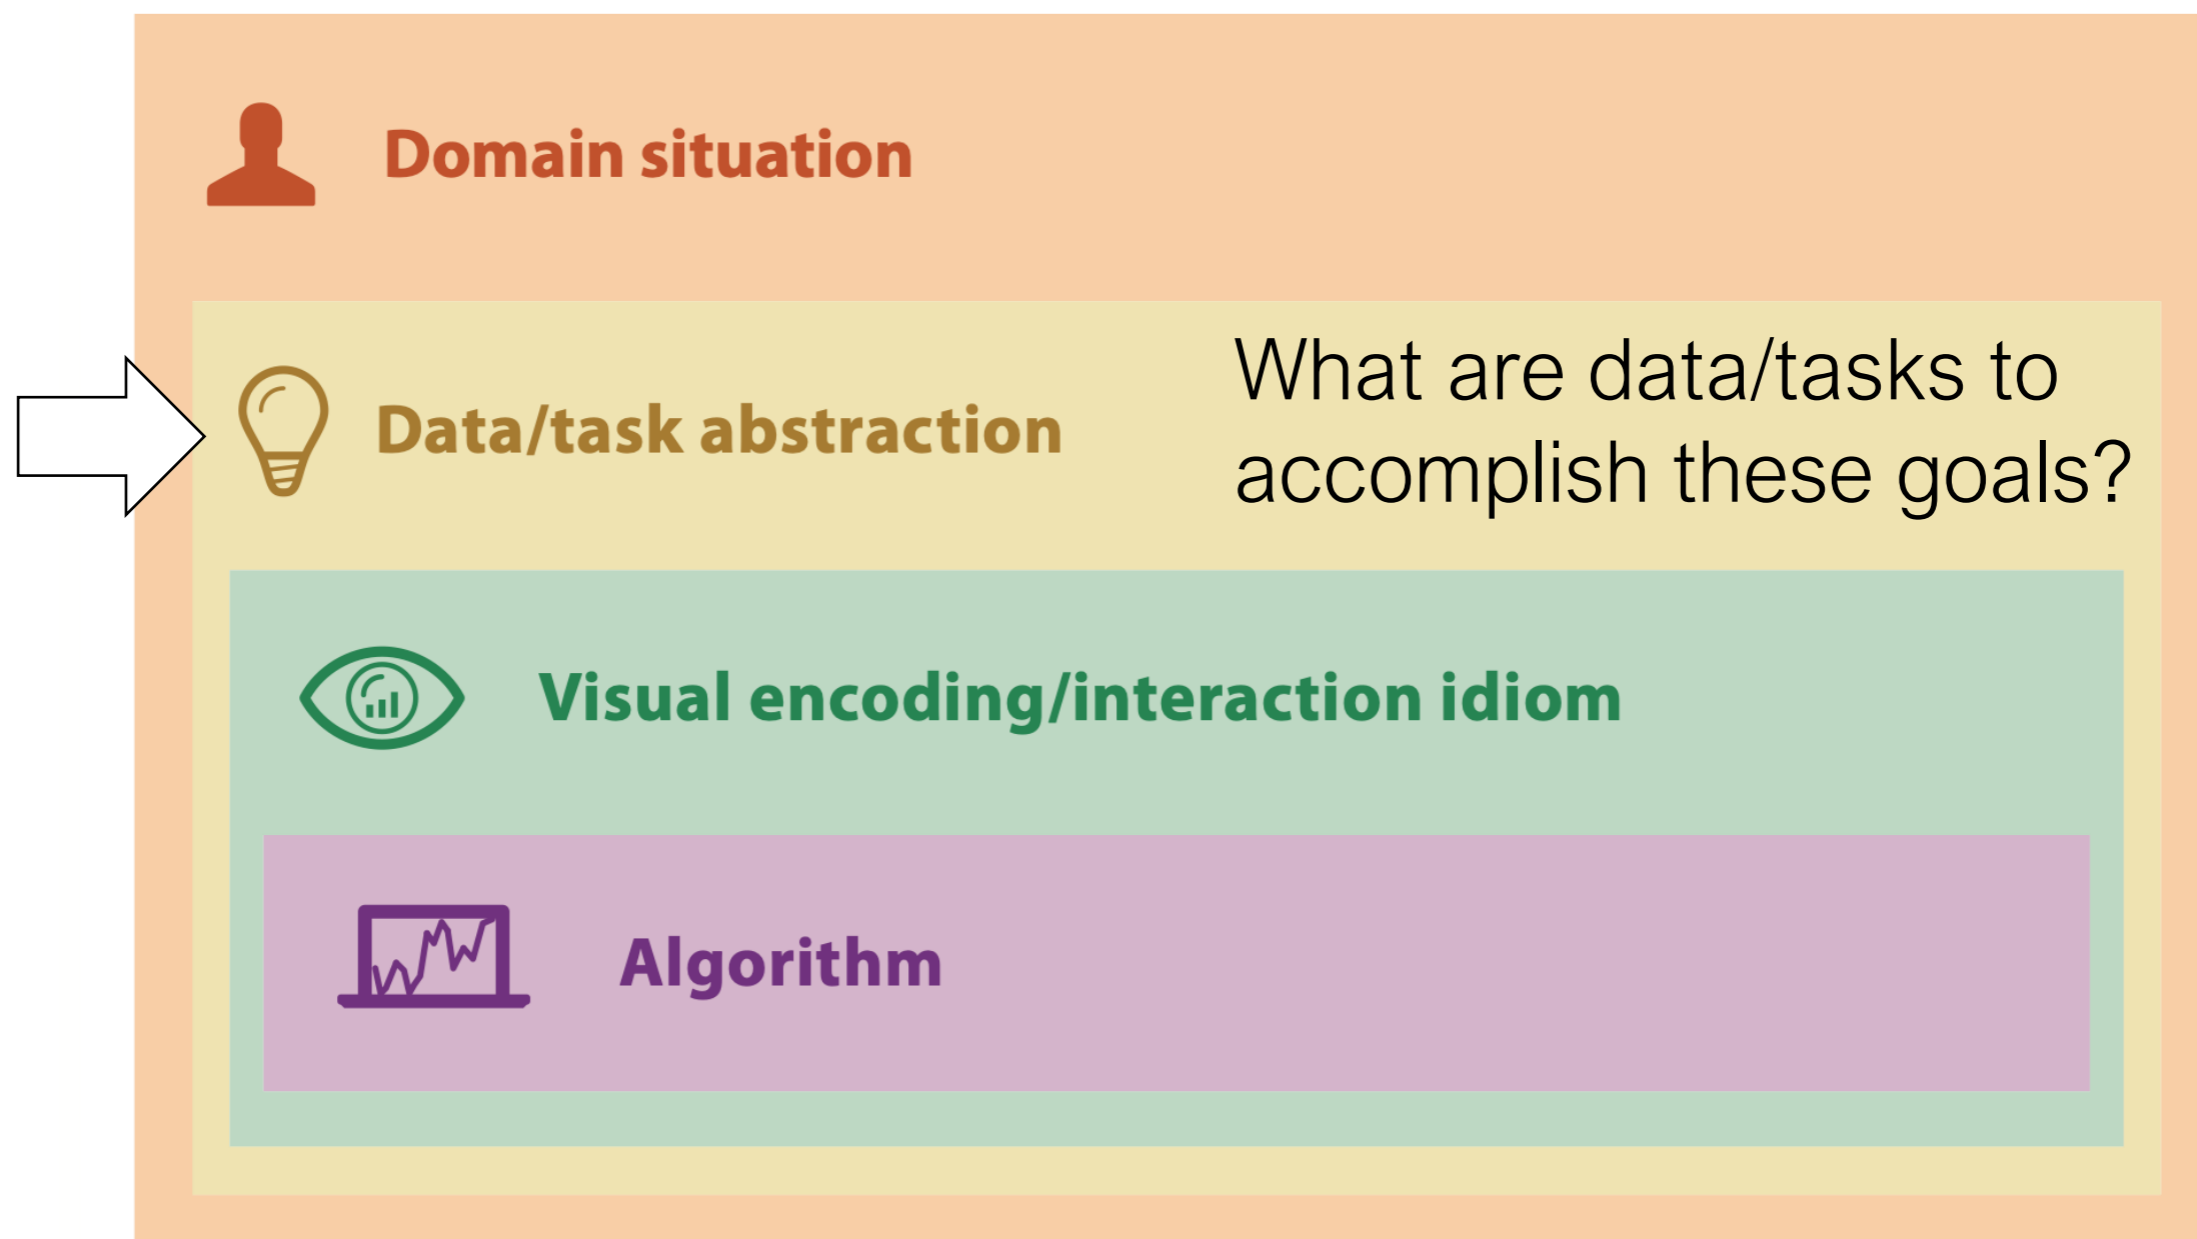 Domain situation
Data/task abstraction
What are data/tasks to
accomplish these goals?
Visual encoding/interaction idiom
Algorithm